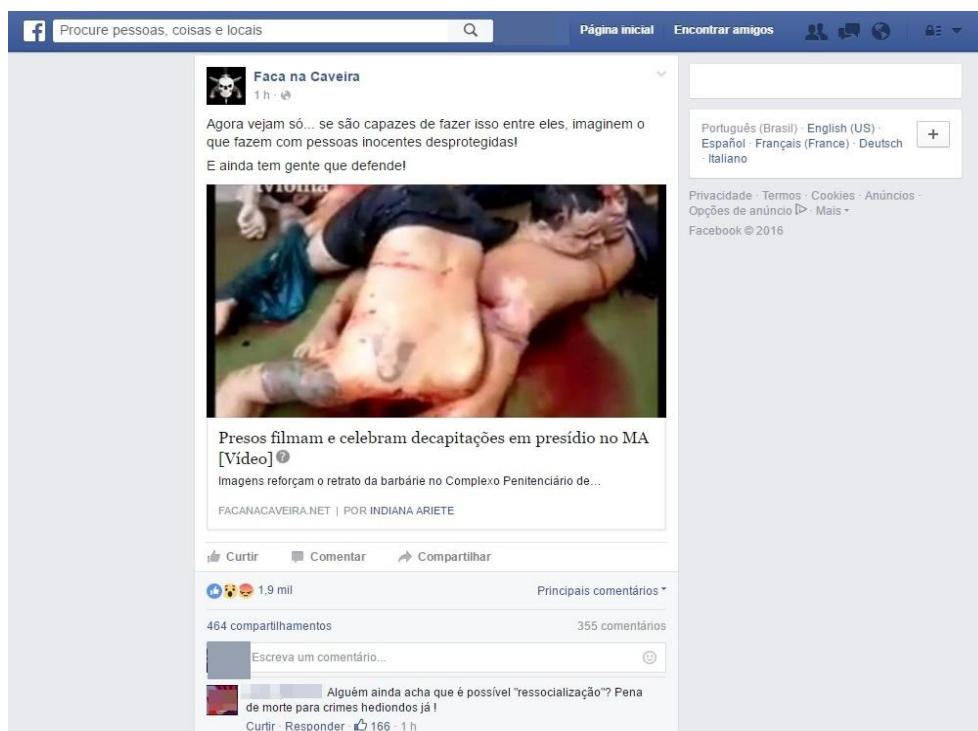 Procure pessoas, coisas e locais
Página inicial
Encontrar amigos
Faca na Caveira
1 h ·
Agora vejam só... se são capazes de fazer isso entre eles, imaginem o
que fazem com pessoas inocentes desprotegidas!
E ainda tem gente que defende!
Presos filmam e celebram decapitações em presídio no MA
[Vídeo]
Imagens reforçam o retrato da barbárie no Complexo Penitenciário de...
FACANACAVEIRA.NET | POR INDIANA ARIETE
Curtir Comentar Compartilhar
1,9 mil
Principais comentários
464 compartilhamentos
355 comentários
Escreva um comentário...
Alguém ainda acha que é possível "ressocialização"? Pena
de morte para crimes hediondos já !
Curtir · Responder · 166 · 1 h
Português (Brasil) · English (US) ·
Español · Français (France) · Deutsch
· Italiano
Privacidade · Termos · Cookies · Anúncios ·
Opções de anúncio · Mais
Facebook © 2016